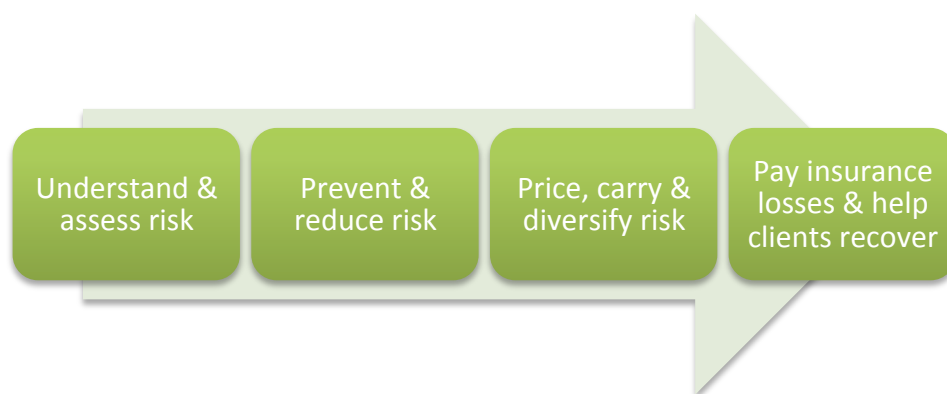 Understand &
assess risk
Prevent &
reduce risk
Price, carry &
diversify risk
Pay insurance
losses & help
clients recover